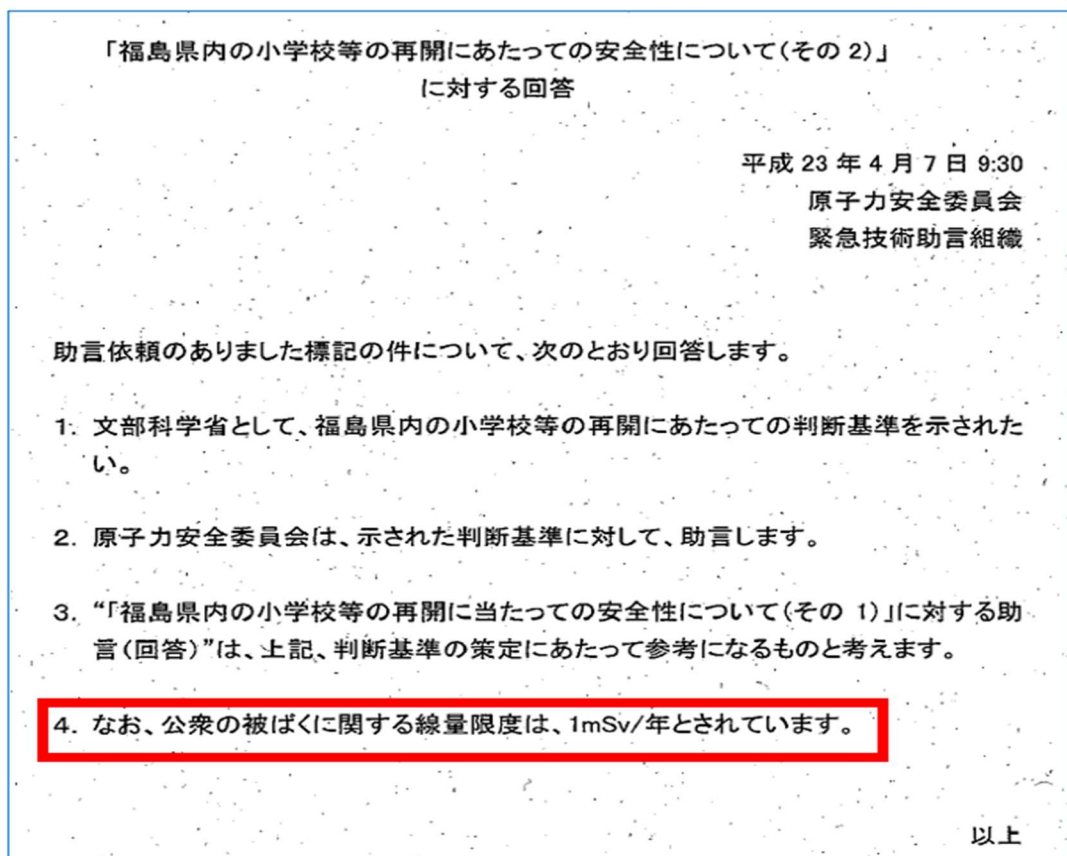 「福島県内の小学校等の再開にあたっての安全性について(その2)」
に対する回答
平成 23 年 4 月 7 日 9:30
原子力安全委員会
緊急技術助言組織
助言依頼のありました標記の件について、次のとおり回答します。
1. 文部科学省として、福島県内の小学校等の再開にあたっての判断基準を示された
い。
2. 原子力安全委員会は、示された判断基準に対して、助言します。
3. “「福島県内の小学校等の再開に当たっての安全性について(その 1)」に対する助
言(回答)”は、上記、判断基準の策定にあたって参考になるものと考えます。
4. なお、公衆の被ばくに関する線量限度は、1mSv/年とされています。
以上